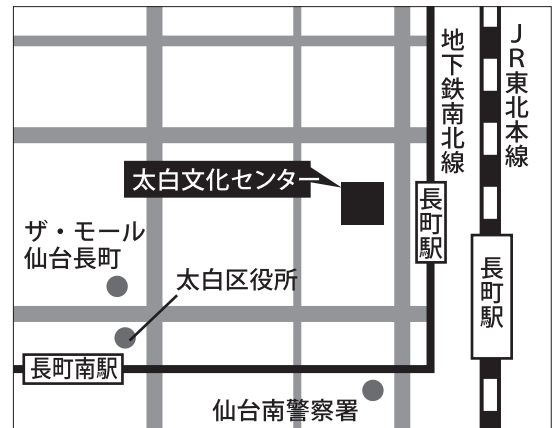 JR東北本線
地下鉄南北線
太白文化センター
長町駅
長町駅
ザ・モール
仙台長町
太白区役所
長町南駅
仙台南警察署